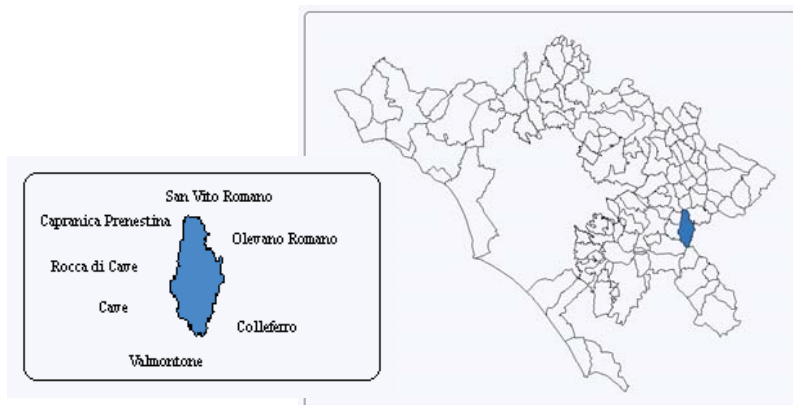 San Vito Romano
Capranica Prenestina
Olevano Romano
Rocca di Cave
Cave
Colleferro
Valmontone